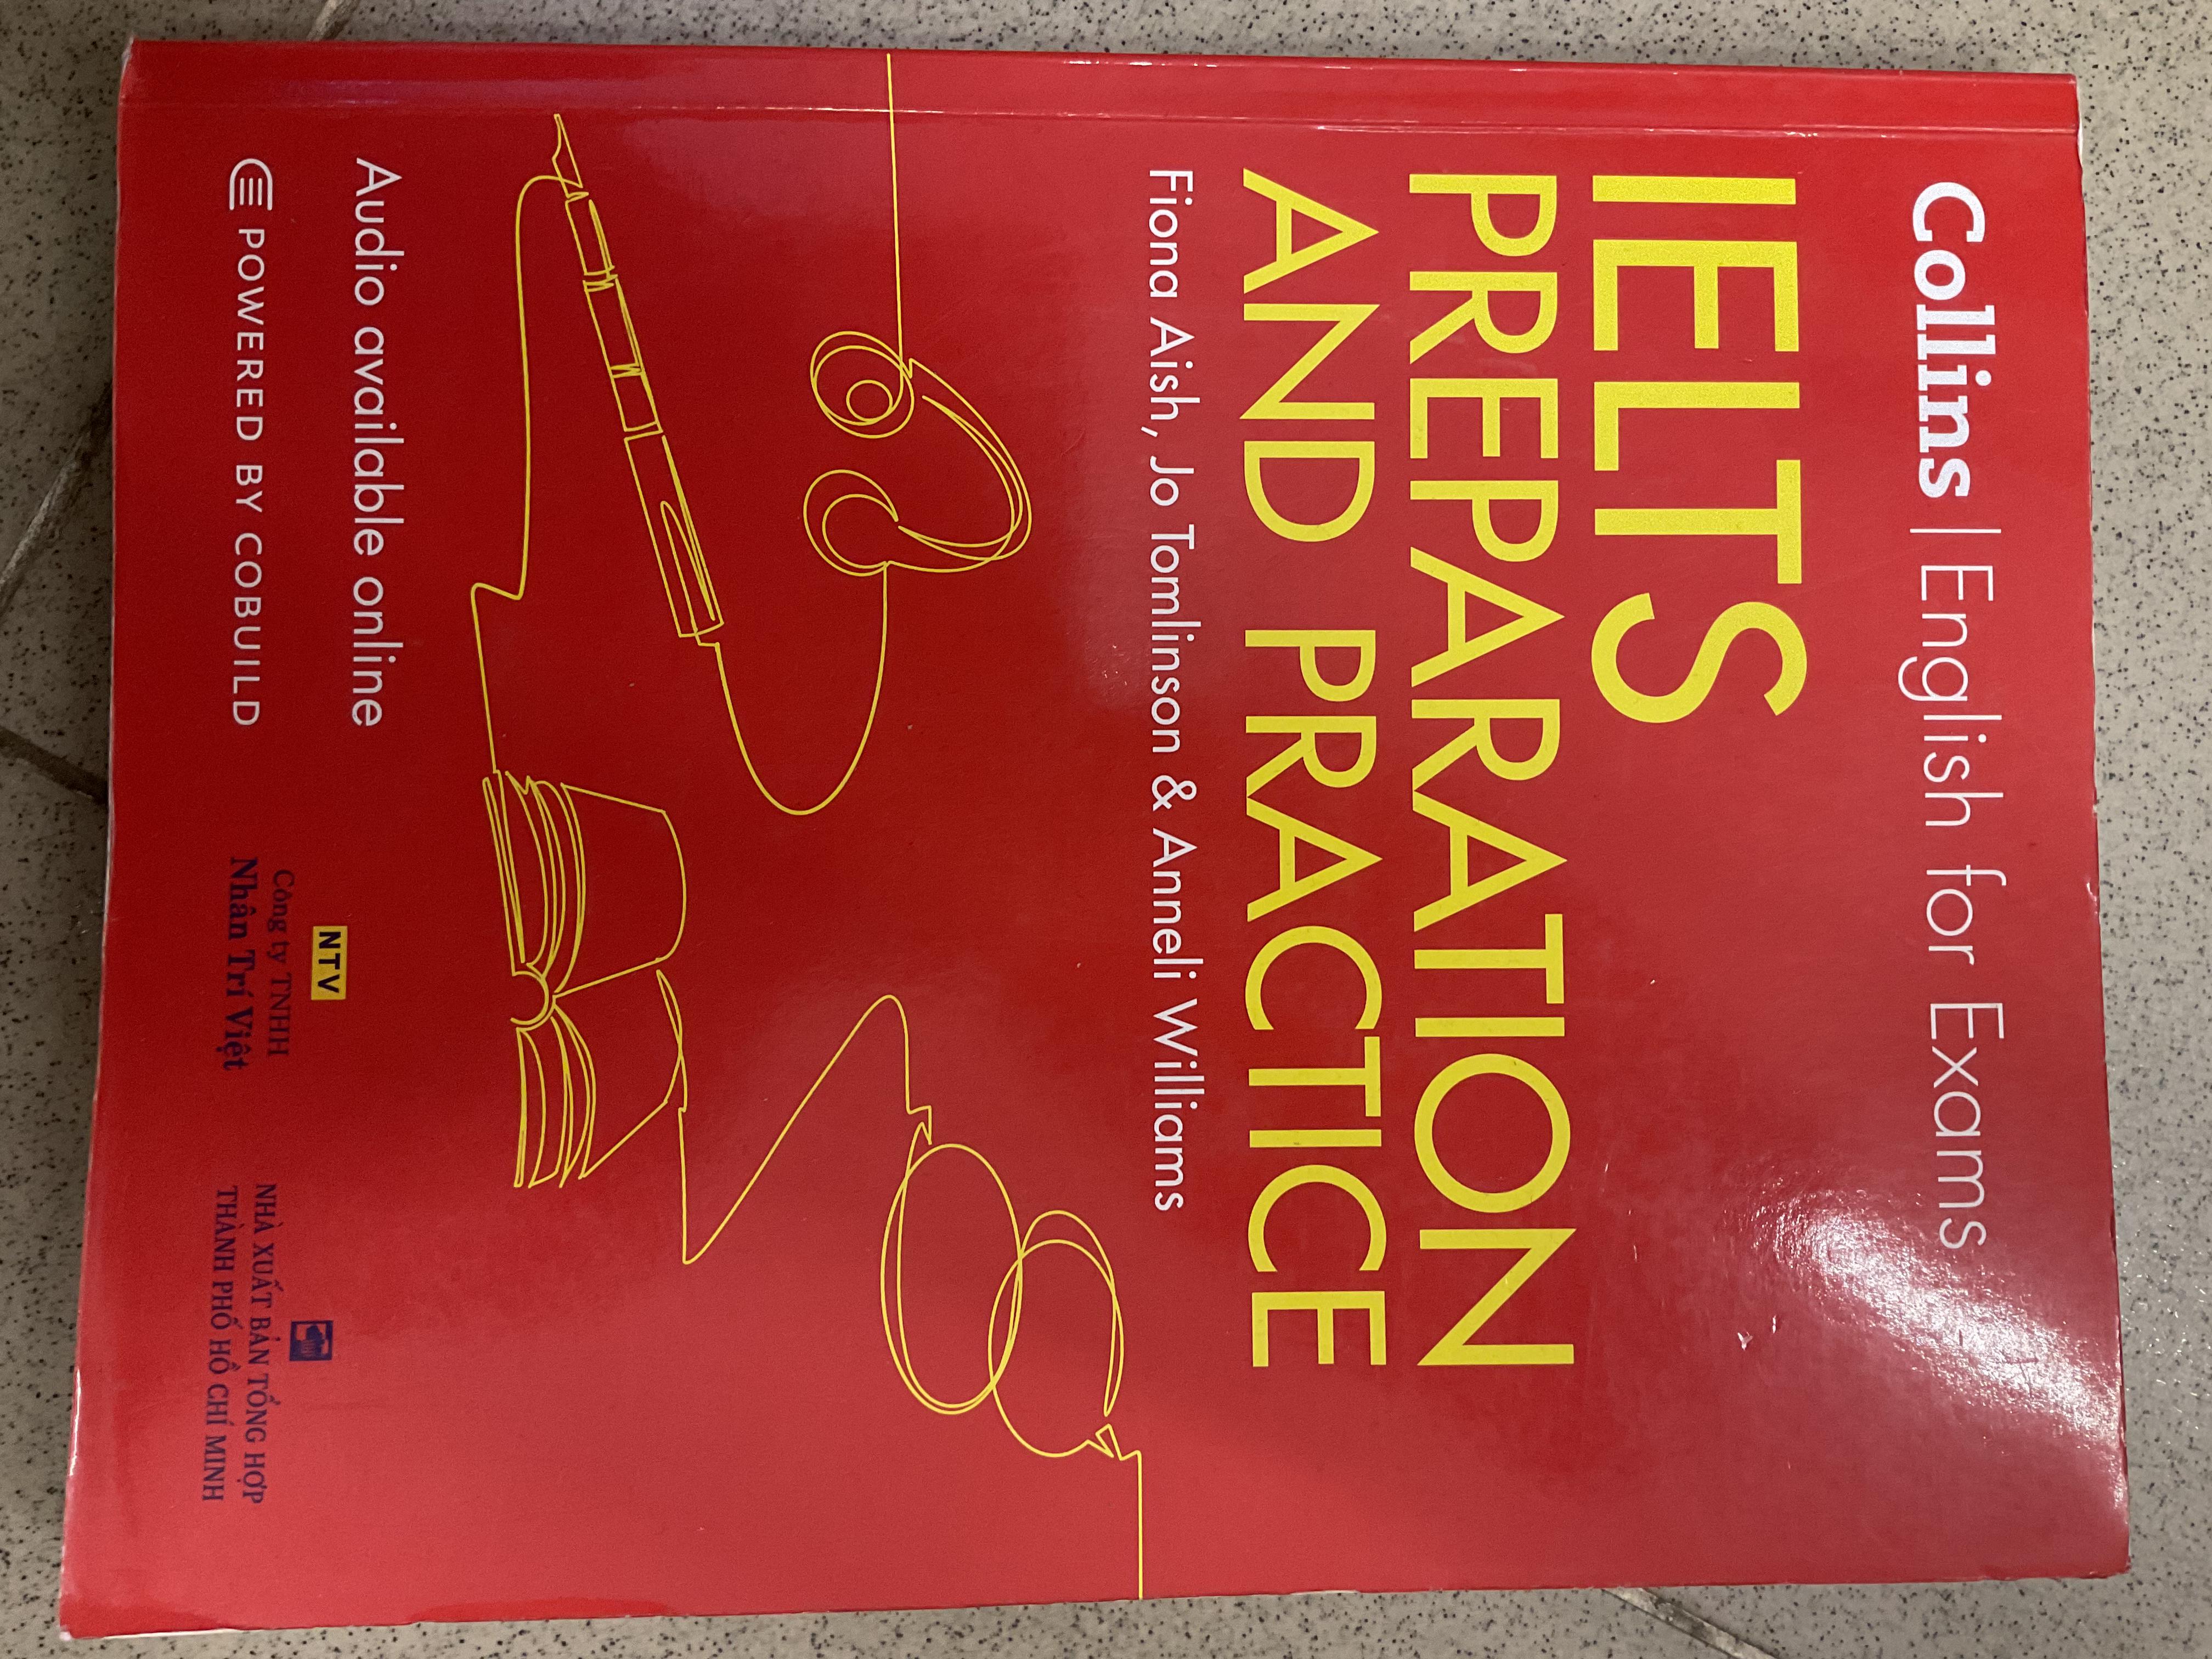 Collins | English for Exams
IELTS
PREPARATION
AND PRACTICE
Fiona Aish, Jo Tomlinson & Anneli Williams
Audio available online
POWERED BY COBUILD
NTV
Công ty TNHH
Nhân Trí Việt
NHÀ XUẤT BẢN TỔNG HỢP
THÀNH PHỐ HỒ CHÍ MINH